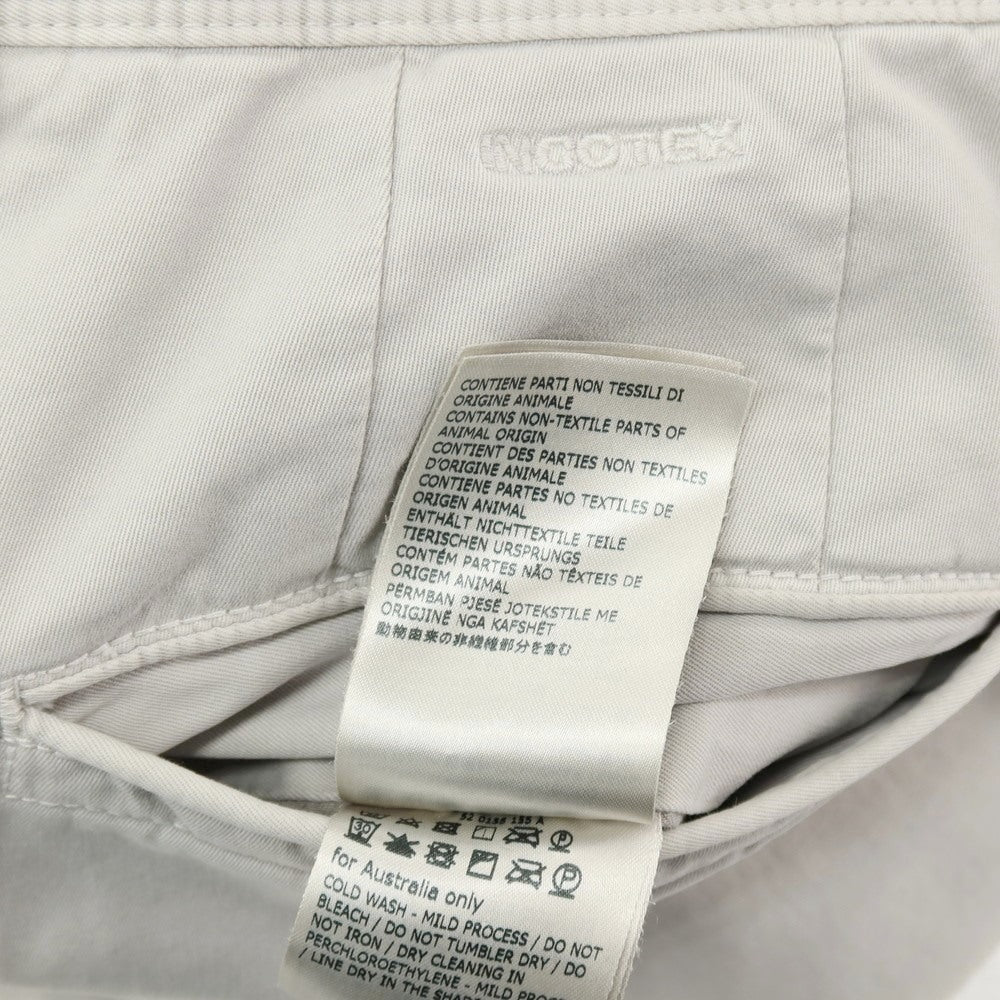 INCOTEX
CONTIENE PARTI NON TESSILI DI
ORIGINE ANIMALE
CONTAINS NON-TEXTILE PARTS OF
ANIMAL ORIGIN
CONTIENT DES PARTIES NON TEXTILES
D'ORIGINE ANIMALE
CONTIENE PARTES NO TEXTILES DE
ORIGEN ANIMAL
ENTHÄLT NICHTTEXTILE TEILE
TIERISCHEN URSPRUNGS
CONTÉM PARTES NÃO TÊXTEIS DE
ORIGEM ANIMAL
PËRMBAN PJESË JOTEKSTILE ME
ORIGJINË NGA KAFSHËT
動物由来の非繊維部分を含む
155 A
30 P
P
for Australia only
COLD WASH - MILD PROCESS / DO NOT
BLEACH / DO NOT TUMBLER DRY / DO
NOT IRON / DRY CLEANING IN
PERCHLOROETHYLENE - MILD PROCESS
/ LINE DRY IN THE SHADE